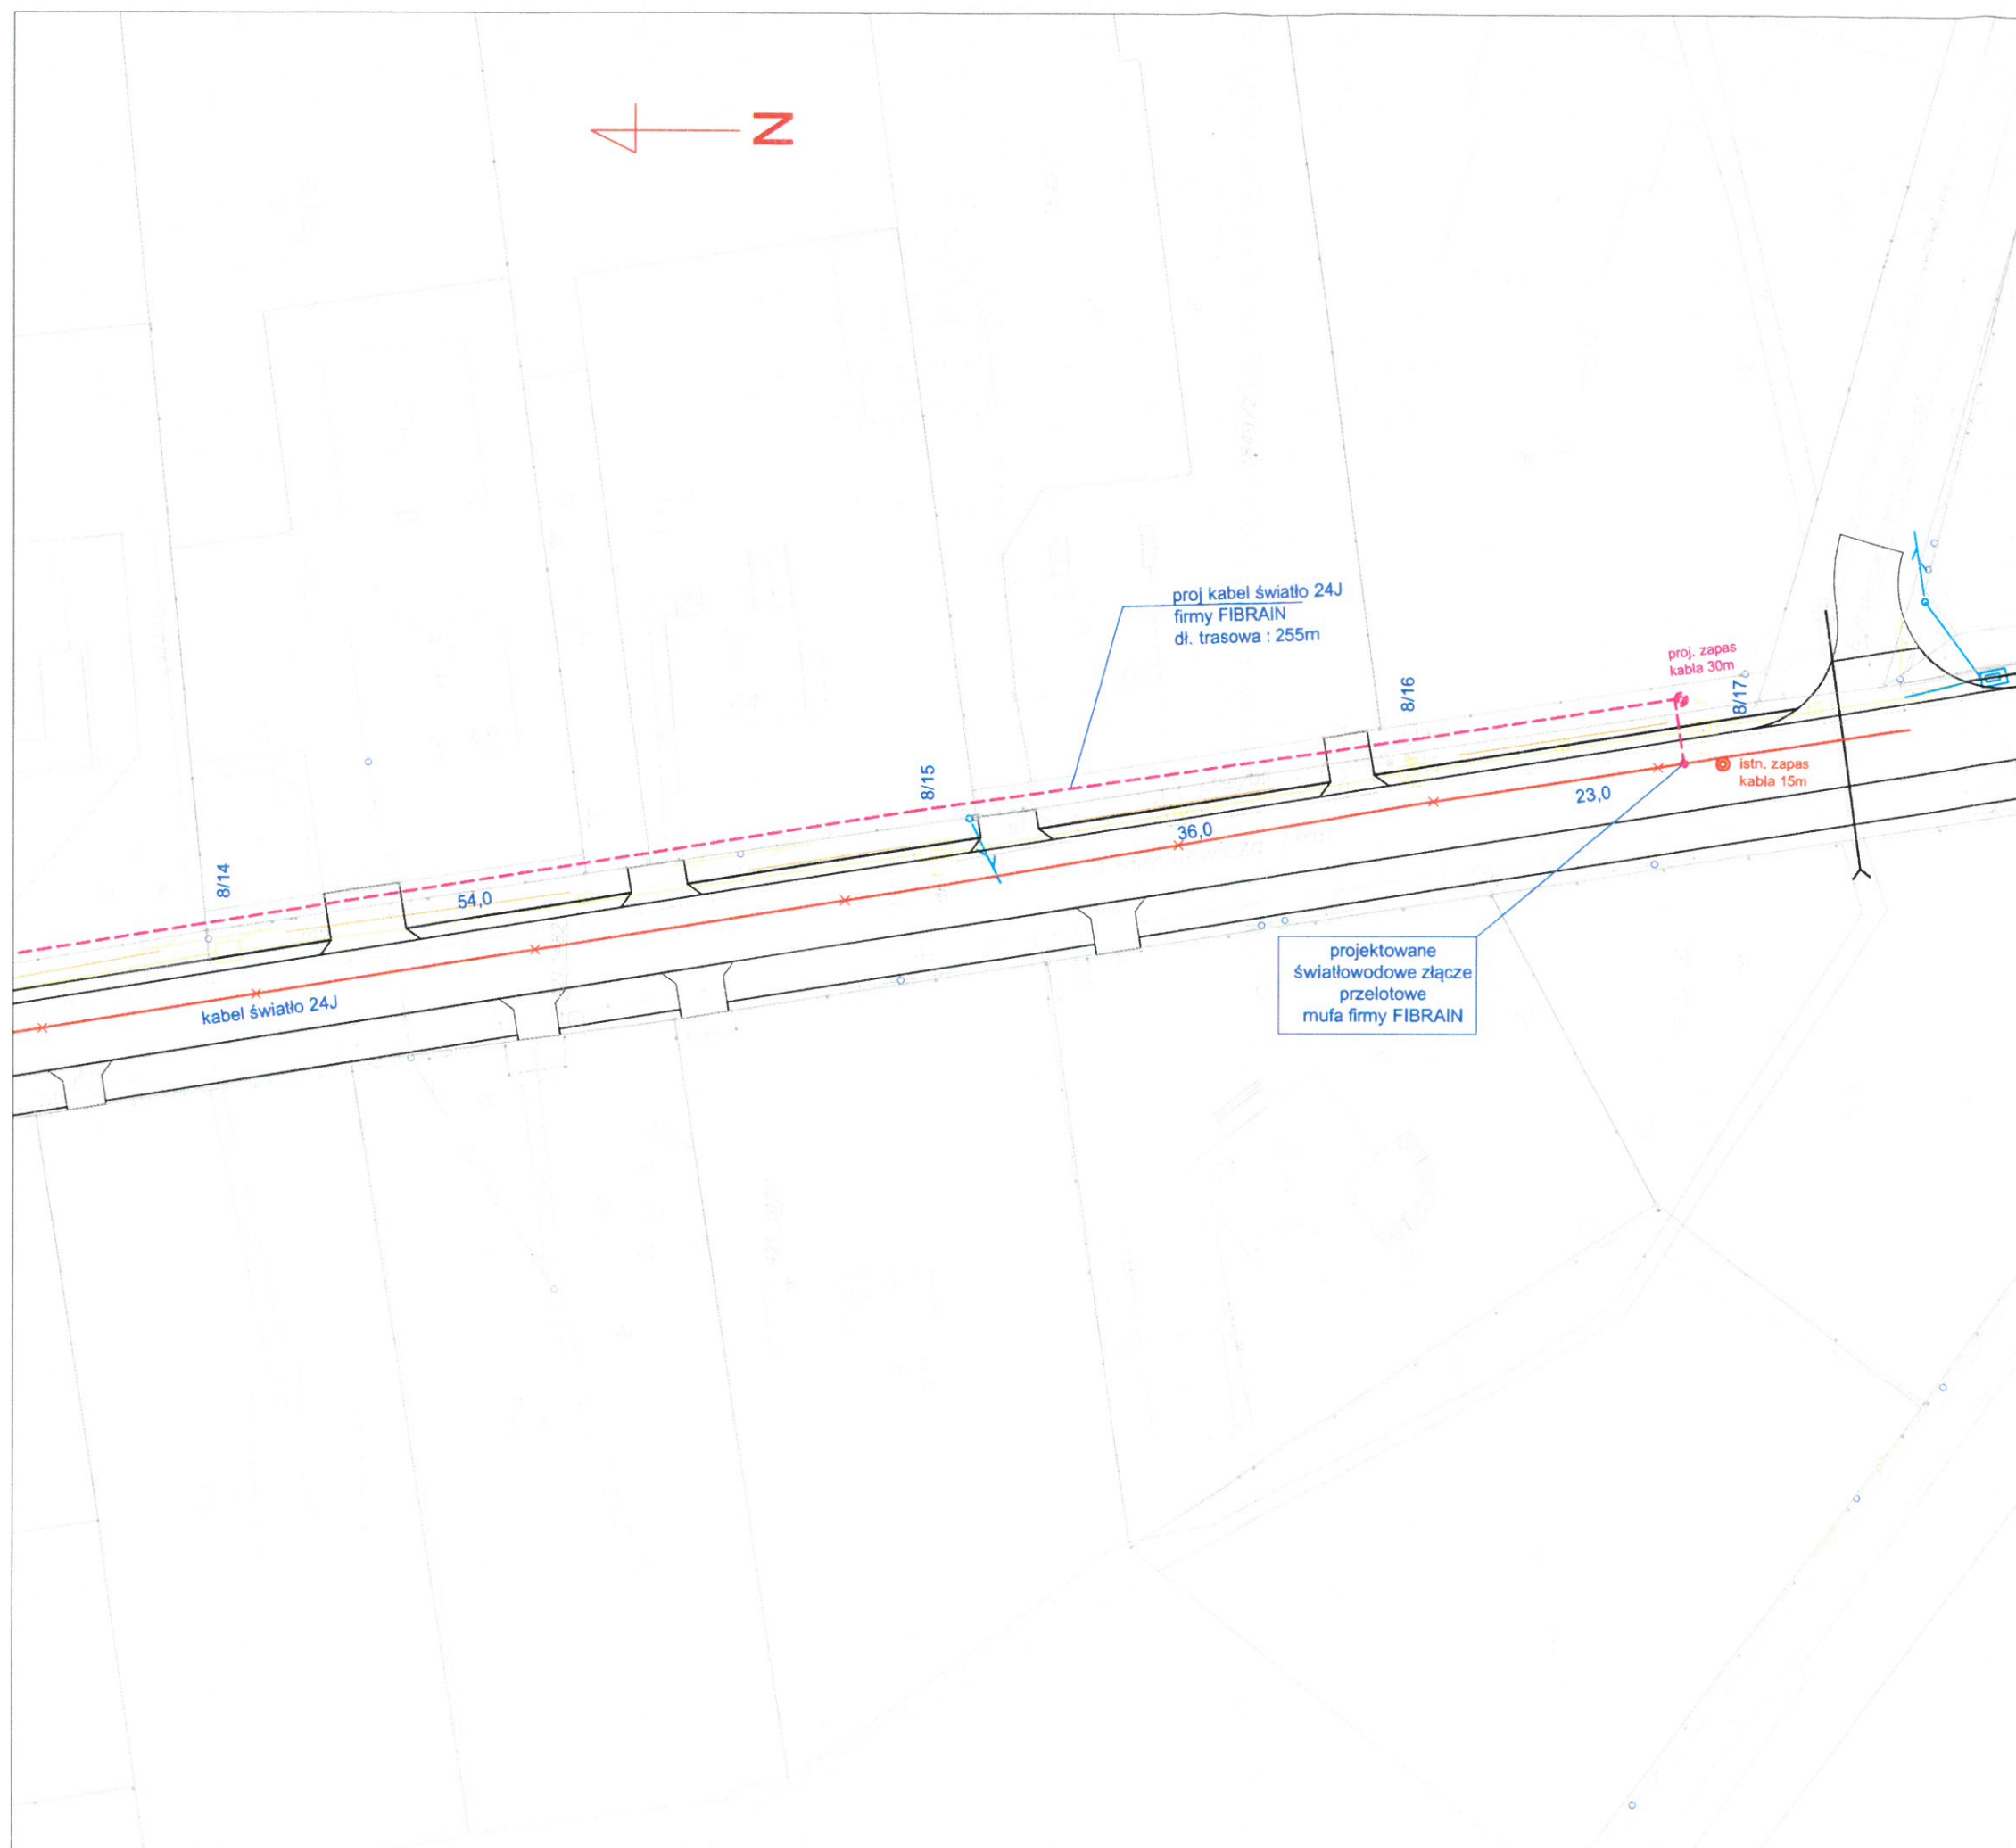 N
proj kabel światło 24J
firmy FIBRAIN
dł. trasowa : 255m
proj. zapas
kabla 30m
8/17
8/16
8/15
8/14
istn. zapas
kabla 15m
23,0
36,0
54,0
kabel światło 24J
projektowane
światłowodowe złącze
przelotowe
mufa firmy FIBRAIN